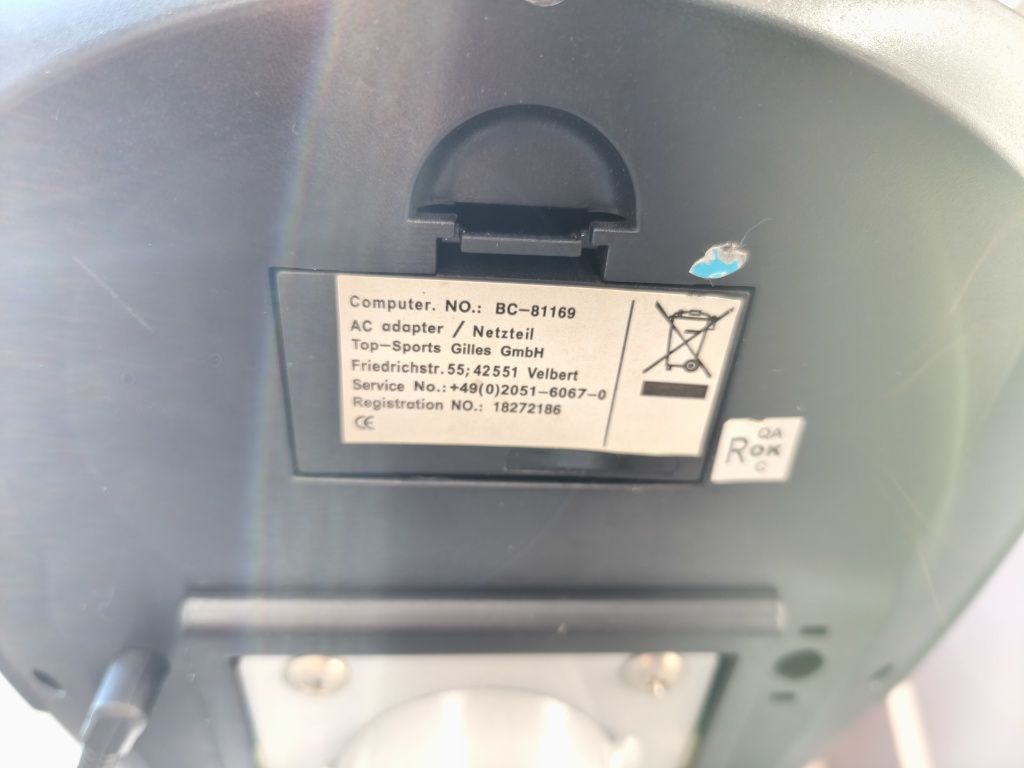 Computer. NO.: BC-81169
AC adapter / Netzteil
Top-Sports Gilles GmbH
Friedrichstr. 55; 42551 Velbert
Service No.: +49(0)2051-6067-0
Registration NO.: 18272186
CE
QA
R OK
C